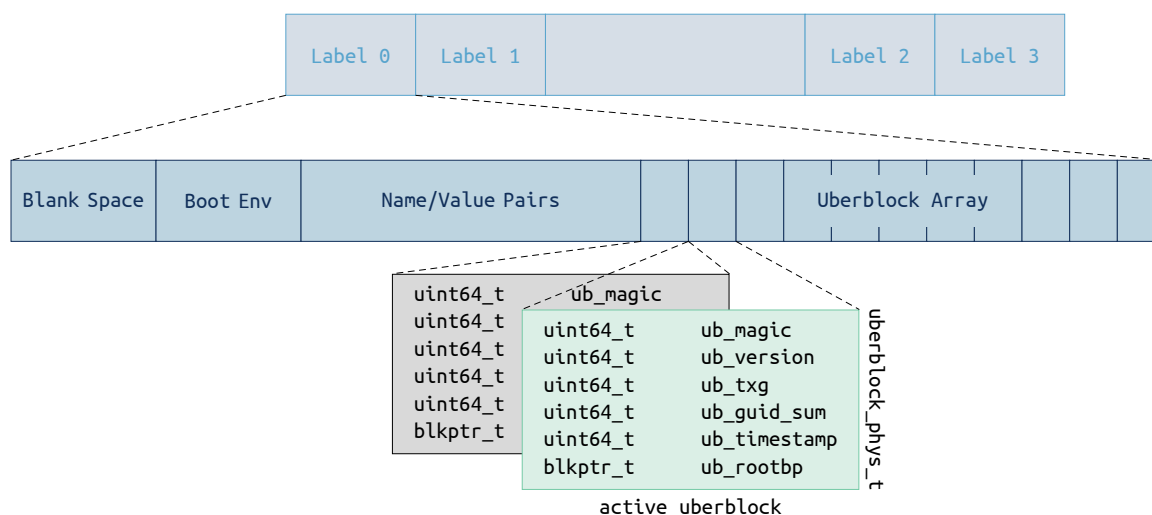 Label 0 Label 1 Label 2 Label 3
Blank Space Boot Env Name/Value Pairs Uberblock Array
uint64_t ub_magic
uint64_t
uint64_t
uint64_t
uint64_t
blkptr_t
uint64_t ub_magic
uint64_t ub_version
uint64_t ub_txg
uint64_t ub_guid_sum
uint64_t ub_timestamp
blkptr_t ub_rootbp
uberblock_phys_t
active uberblock